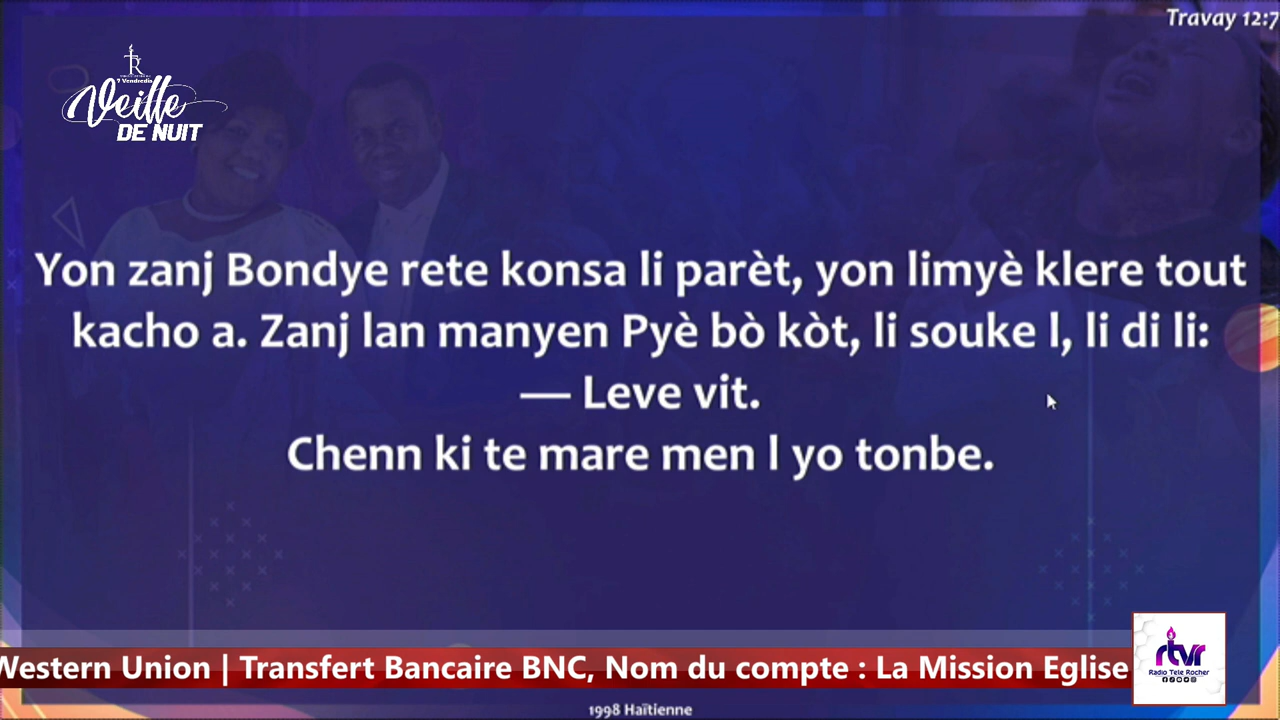 Travay 12:7
7 Vendredis
Veille
DE NUIT
Yon zanj Bondye rete konsa li parèt, yon limyè klere tout
kacho a. Zanj lan manyen Pyè bò kòt, li souke l, li di li:
— Leve vit.
Chenn ki te mare men l yo tonbe.
Western Union | Transfert Bancaire BNC, Nom du compte : La Mission Eglise
rtvr
Radio Tele Rocher
1998 Haïtienne